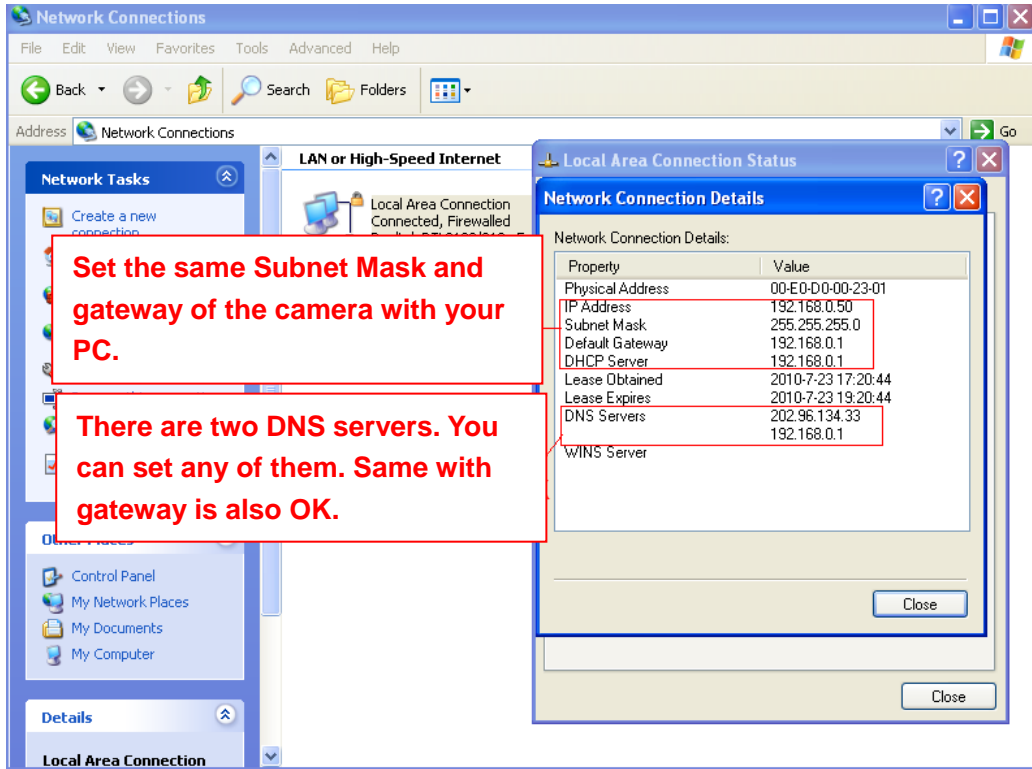 Network Connections
File Edit View Favorites Tools Advanced Help
Back Search Folders
Address Network Connections Go
Network Tasks
Create a new
connection
LAN or High-Speed Internet
Local Area Connection
Connected, Firewalled
Set the same Subnet Mask and
gateway of the camera with your
PC.
There are two DNS servers. You
can set any of them. Same with
gateway is also OK.
Control Panel
My Network Places
My Documents
My Computer
Details
Local Area Connection
Local Area Connection Status
Network Connection Details
Network Connection Details:
Property Value
Physical Address 00-E0-D0-00-23-01
IP Address 192.168.0.50
Subnet Mask 255.255.255.0
Default Gateway 192.168.0.1
DHCP Server 192.168.0.1
Lease Obtained 2010-7-23 17:20:44
Lease Expires 2010-7-23 19:20:44
DNS Servers 202.96.134.33
192.168.0.1
WINS Server
Close
Close